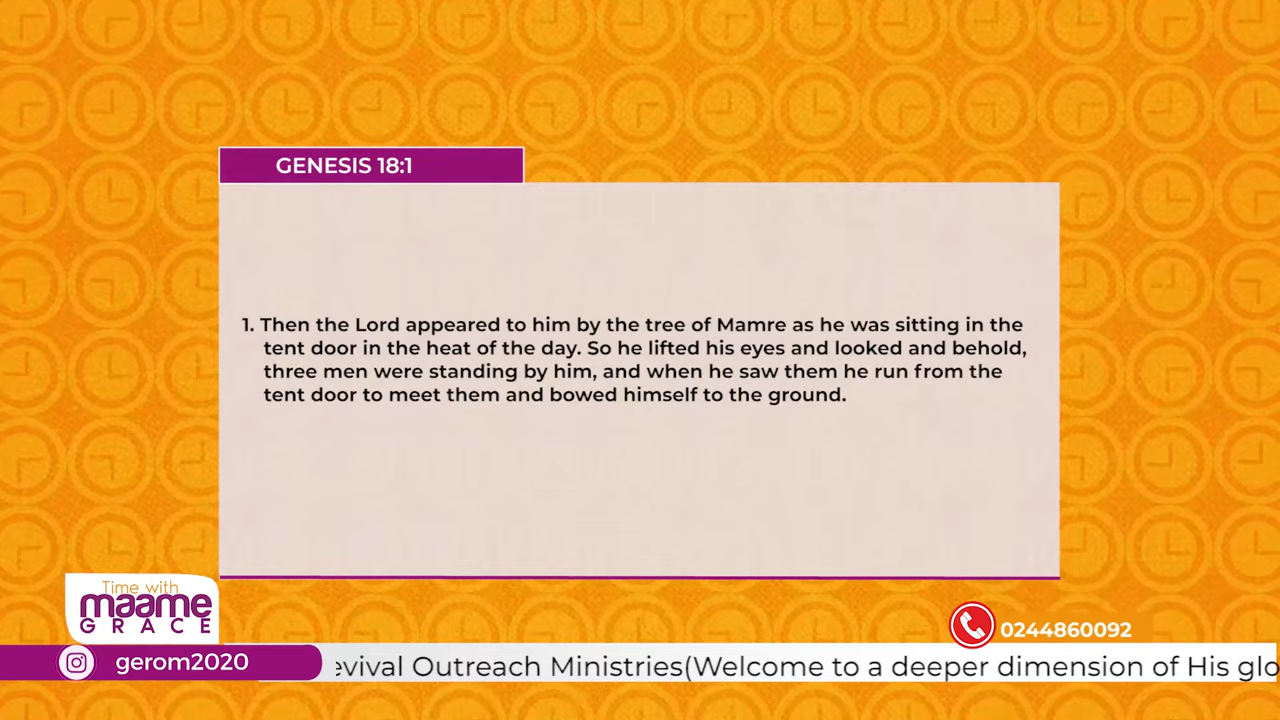 GENESIS 18:1
1. Then the Lord appeared to him by the tree of Mamre as he was sitting in the
tent door in the heat of the day. So he lifted his eyes and looked and behold,
three men were standing by him, and when he saw them he run from the
tent door to meet them and bowed himself to the ground.
Time with
maame
GRACE
0244860092
gerom2020
evival Outreach Ministries(Welcome to a deeper dimension of His glo